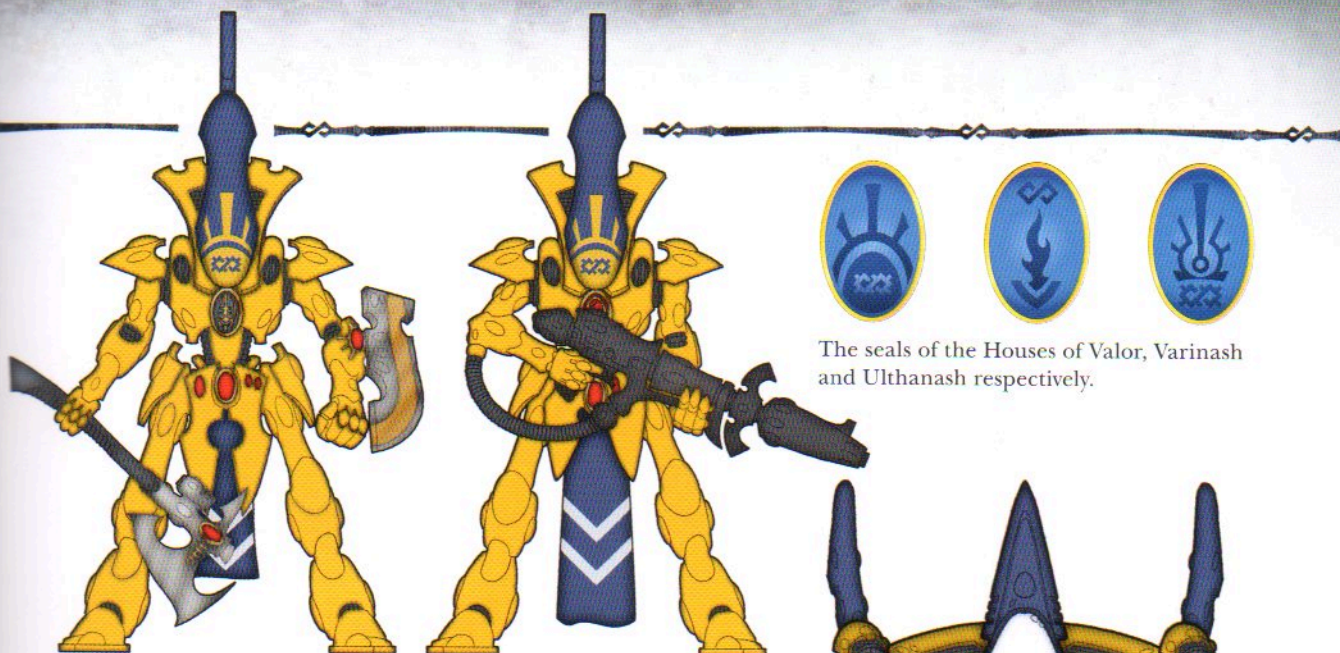 The seals of the Houses of Valor, Varinash
and Ulthanash respectively.